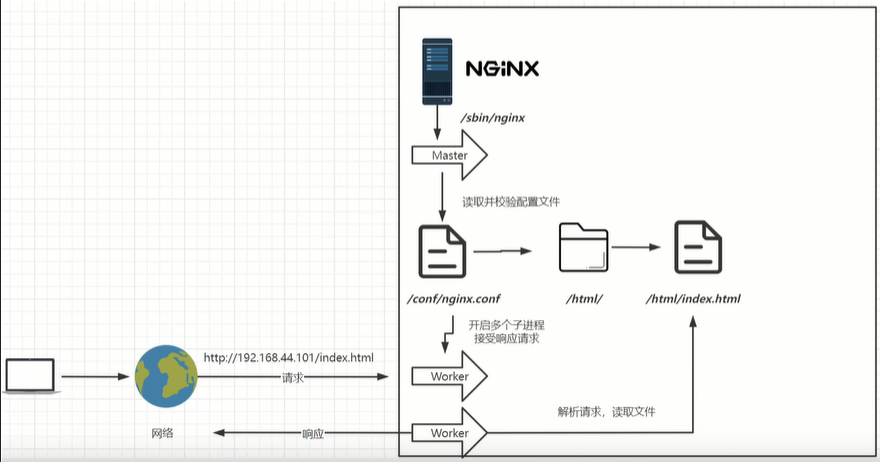 NGiNX
/sbin/nginx
Master
读取并校验配置文件
/conf/nginx.conf
/html/
/html/index.html
开启多个子进程
接受响应请求
http://192.168.44.101/index.html
请求
Worker
解析请求，读取文件
网络
响应
Worker